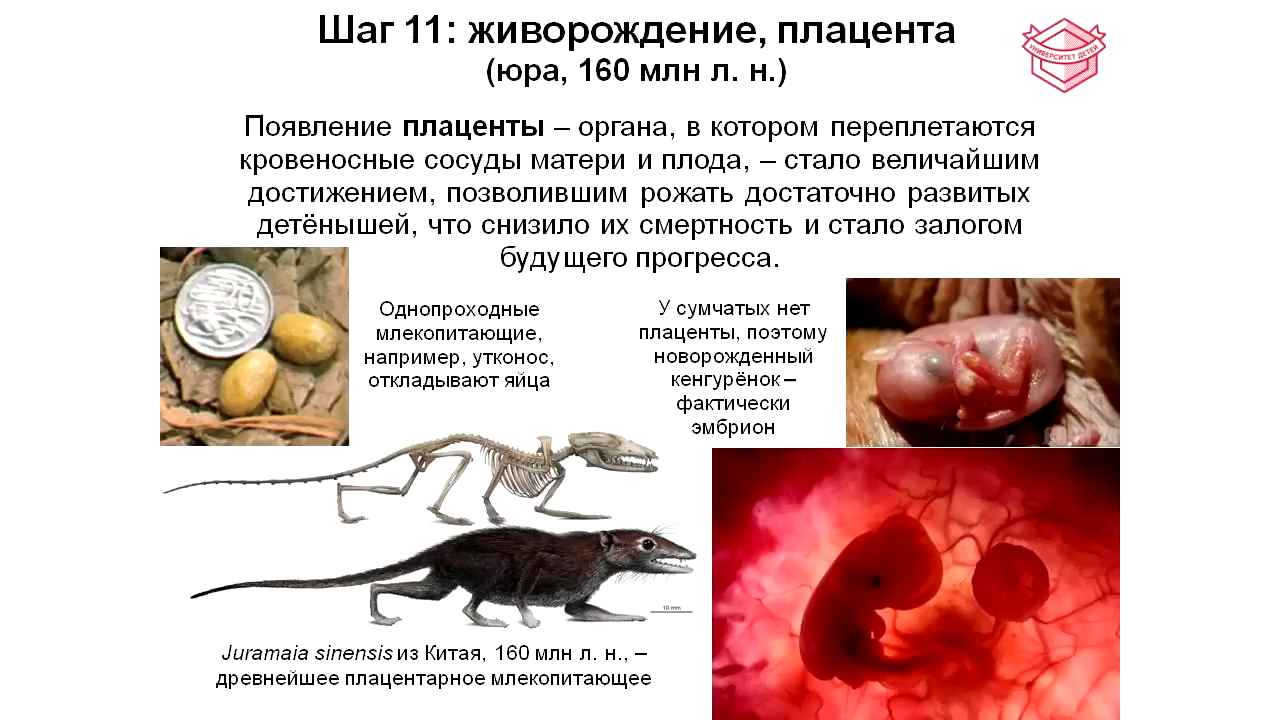 Шаг 11: живорождение, плацента
(юра, 160 млн л. н.)
УНИВЕРСИТЕТ ДЕТЕЙ
Появление плаценты – органа, в котором переплетаются
кровеносные сосуды матери и плода, – стало величайшим
достижением, позволившим рожать достаточно развитых
детёнышей, что снизило их смертность и стало залогом
будущего прогресса.
Однопроходные
млекопитающие,
например, утконос,
откладывают яйца
У сумчатых нет
плаценты, поэтому
новорожденный
кенгурёнок –
фактически
эмбрион
10 mm
Juramaia sinensis из Китая, 160 млн л. н., –
древнейшее плацентарное млекопитающее